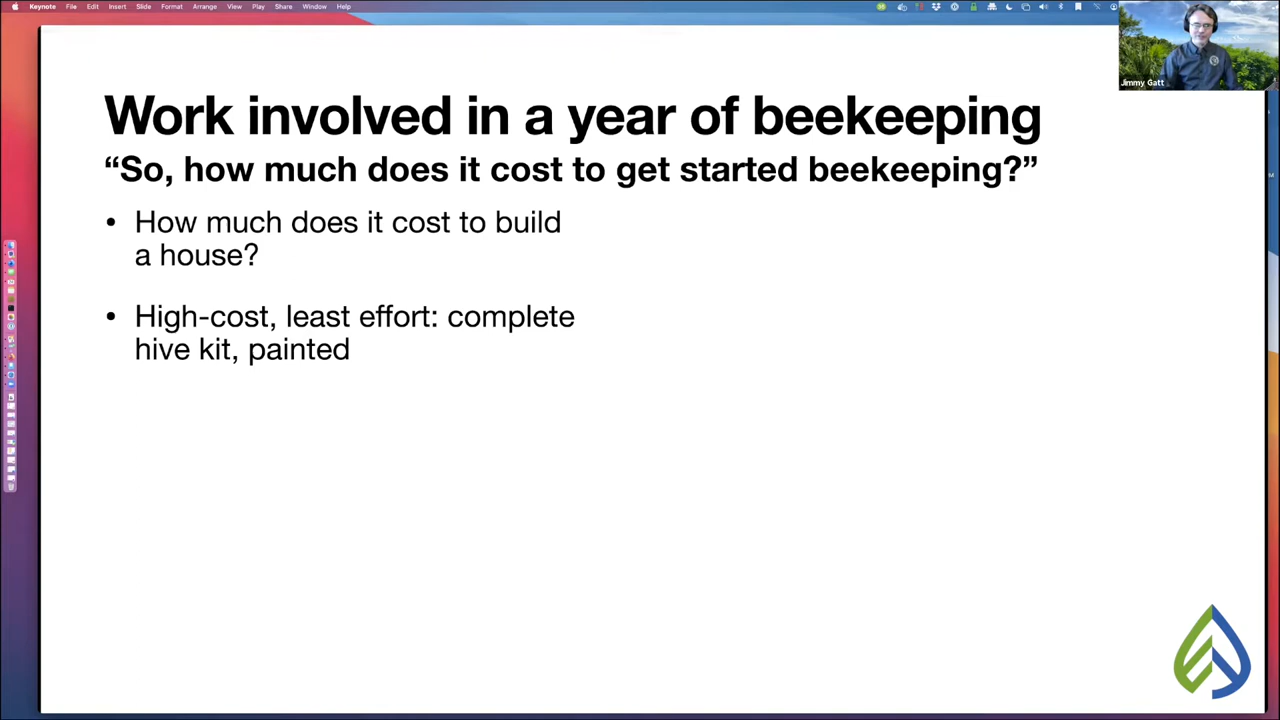 Keynote File Edit Insert Slide Format Arrange View Play Share Window Help
Jimmy Gatt
Work involved in a year of beekeeping
“So, how much does it cost to get started beekeeping?”
• How much does it cost to build
a house?
• High-cost, least effort: complete
hive kit, painted